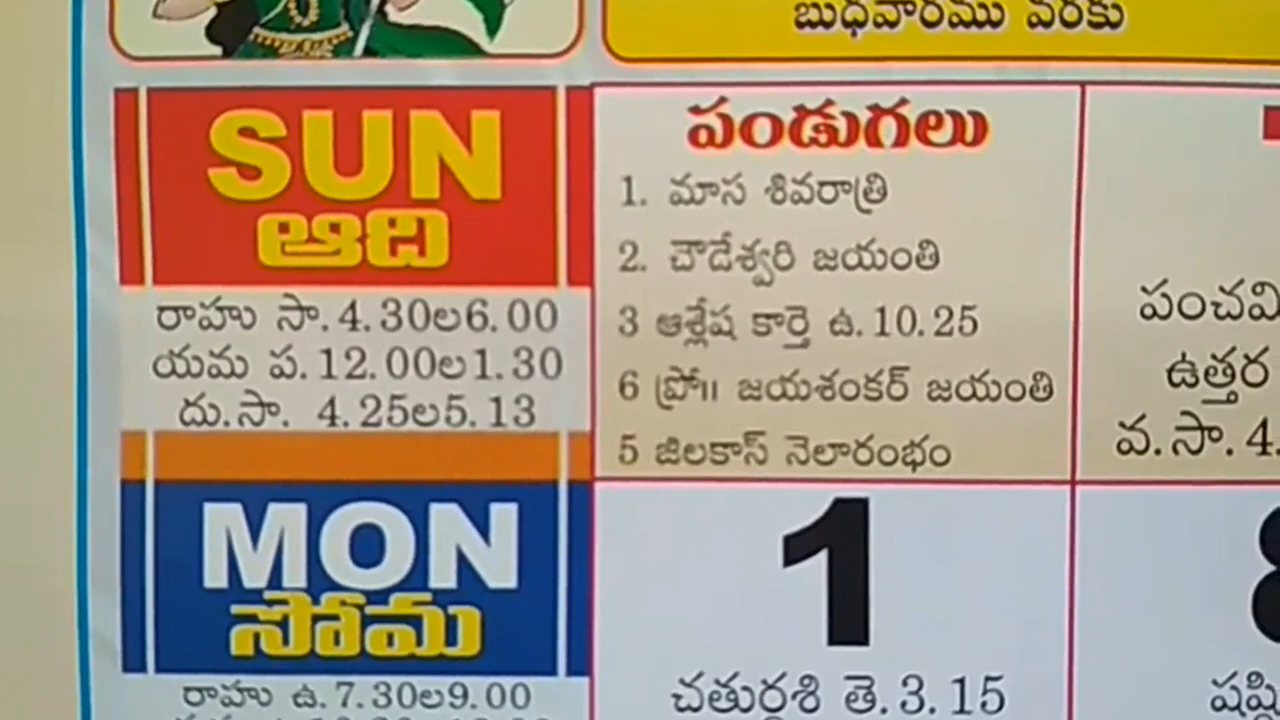 బుధవారము వరకు
SUN
ఆది
రాహు సా.4.30ల6.00
యమ ప.12.00ల1.30
దు.సా. 4.25ల5.13
పండుగలు
1. మాస శివరాత్రి
2. చౌడేశ్వరి జయంతి
3 ఆశ్లేష కార్తె ఉ.10.25
6 ప్రో॥ జయశంకర్ జయంతి
5 జిలకాస్ నెలారంభం
పంచమి
ఉత్తర
వ.సా.4.
MON
సోమ
రాహు ఉ.7.30ల9.00
1
చతుర్దశి తె.3.15
8